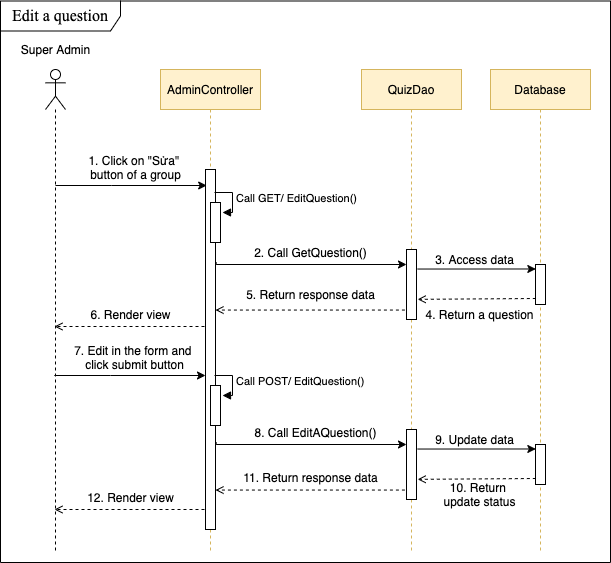 Edit a question
Super Admin
AdminController
QuizDao
Database
1. Click on "Sửa"
button of a group
Call GET/ EditQuestion()
2. Call GetQuestion()
3. Access data
4. Return a question
5. Return response data
6. Render view
7. Edit in the form and
click submit button
Call POST/ EditQuestion()
8. Call EditAQuestion()
9. Update data
10. Return
update status
11. Return response data
12. Render view